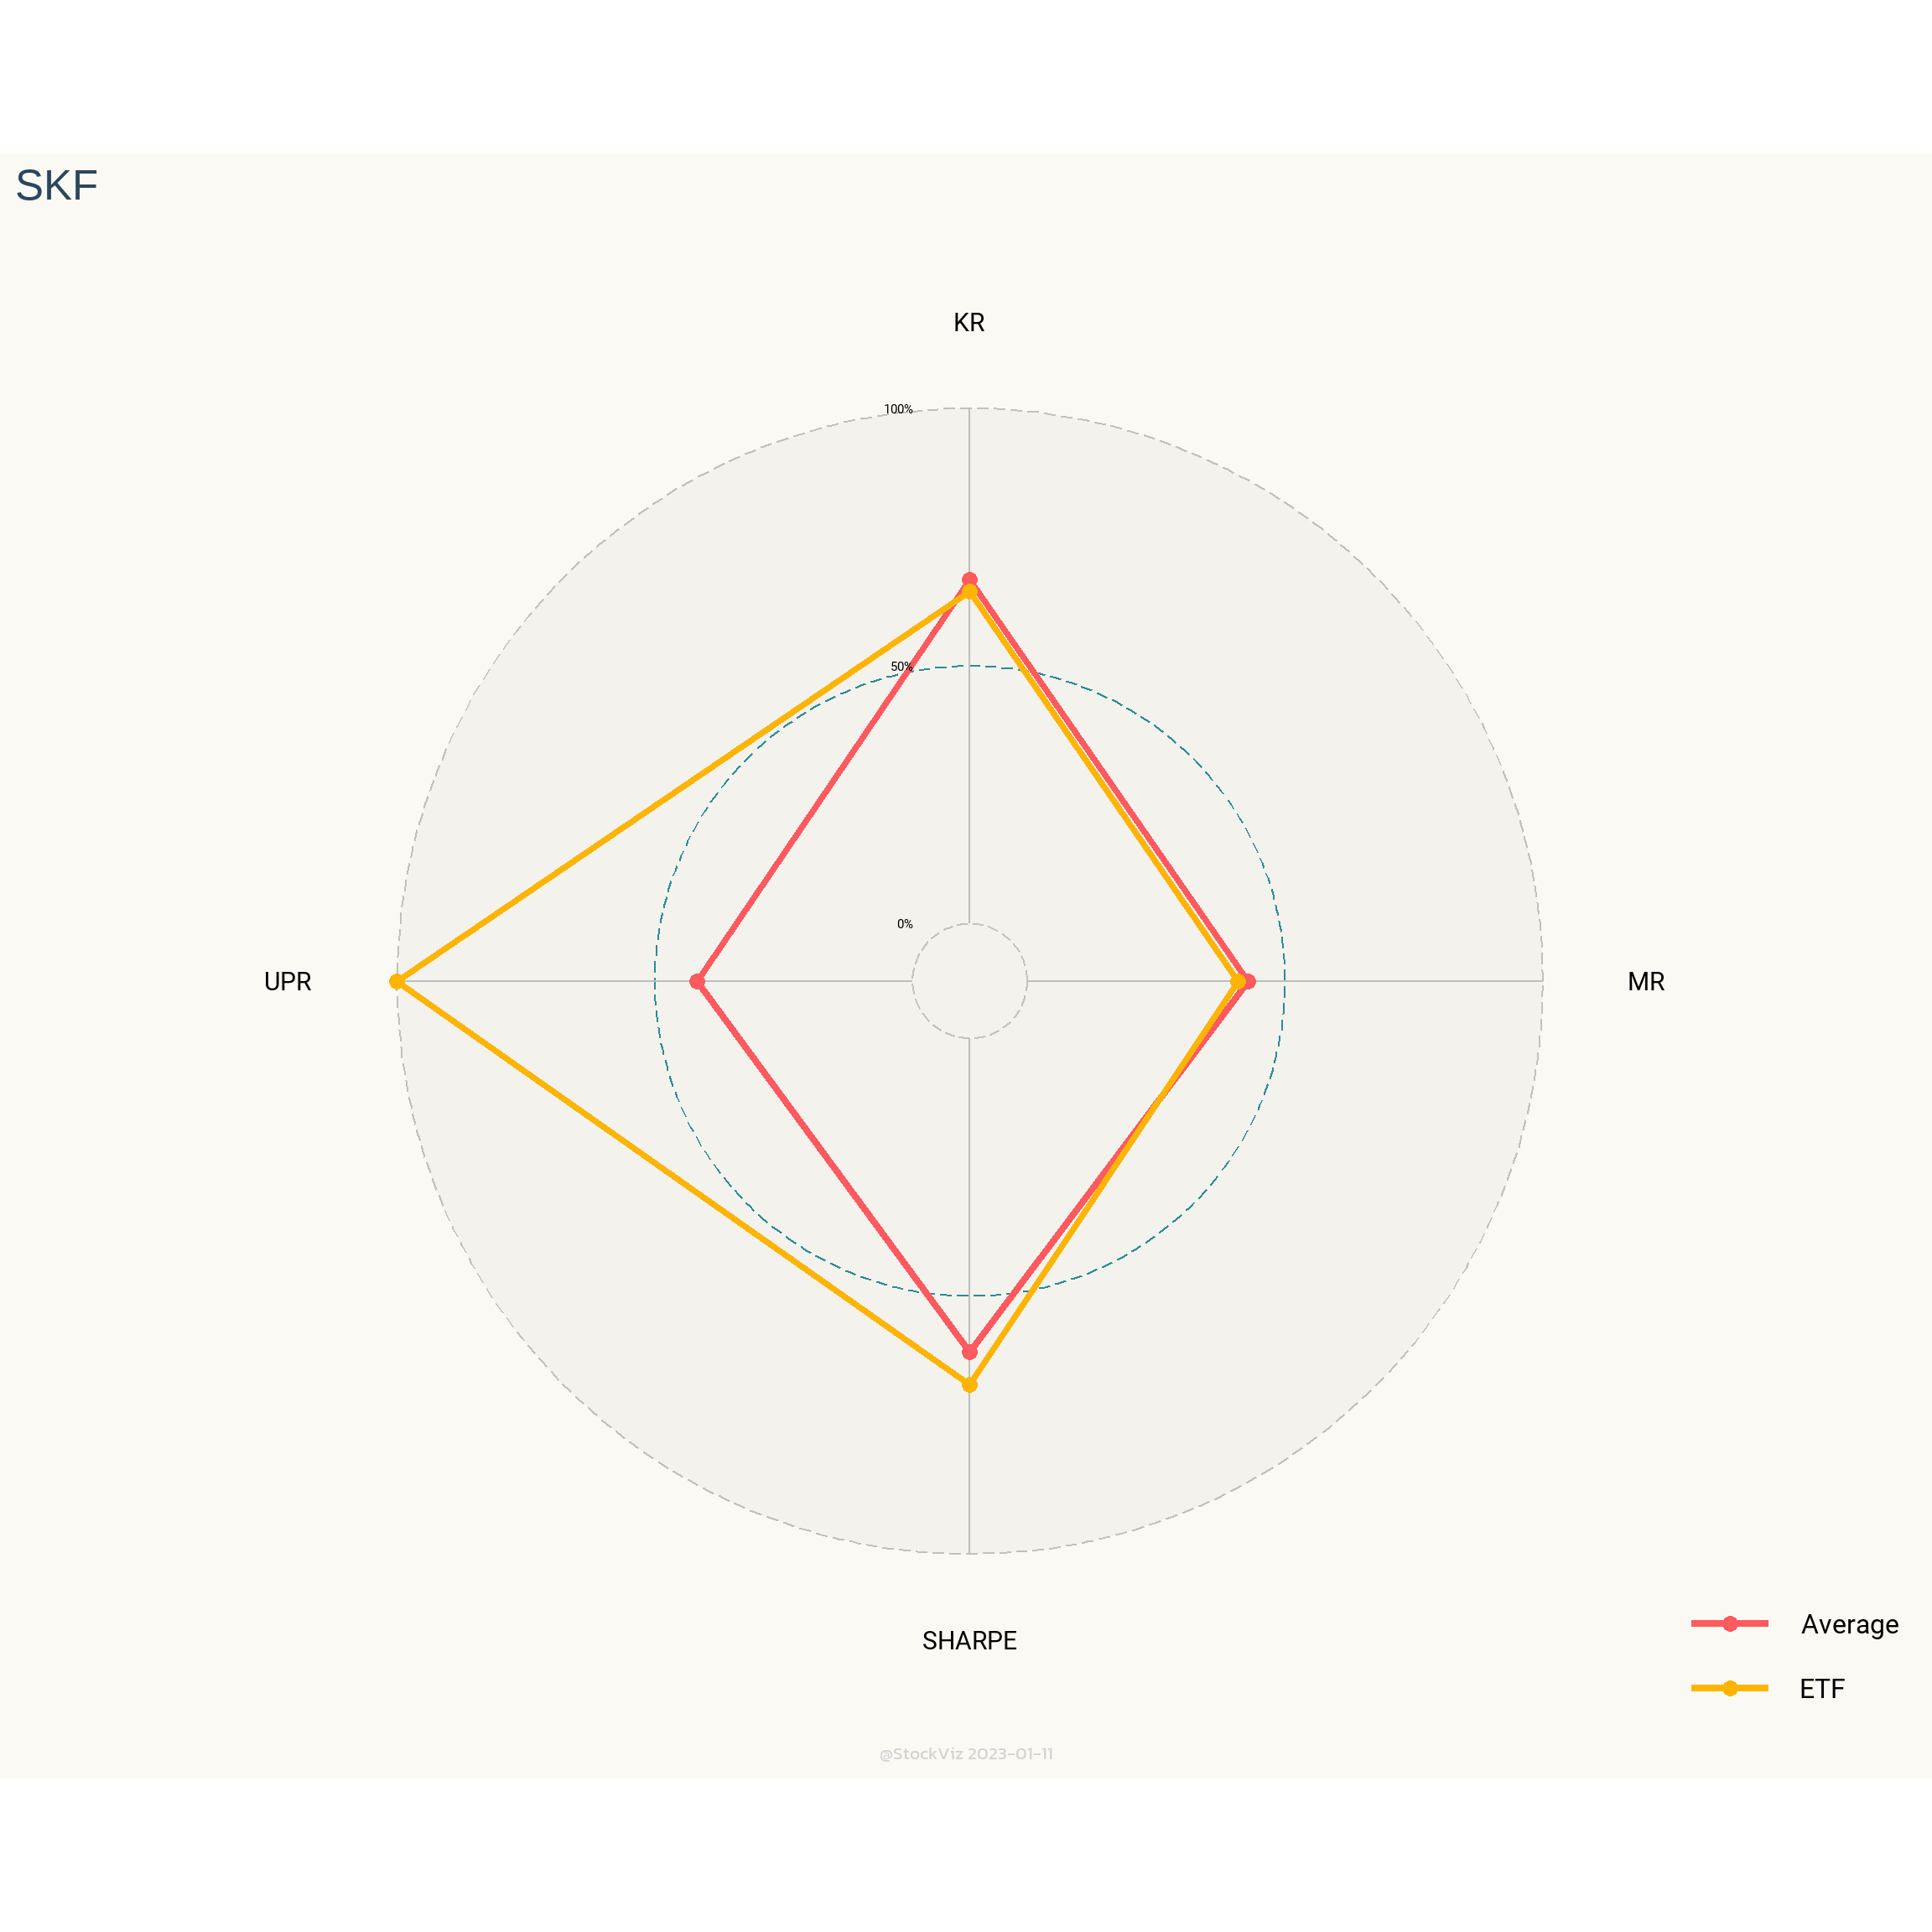 SKF
KR
100%
50%
0%
UPR
MR
SHARPE
Average
ETF
@StockViz 2023-01-11